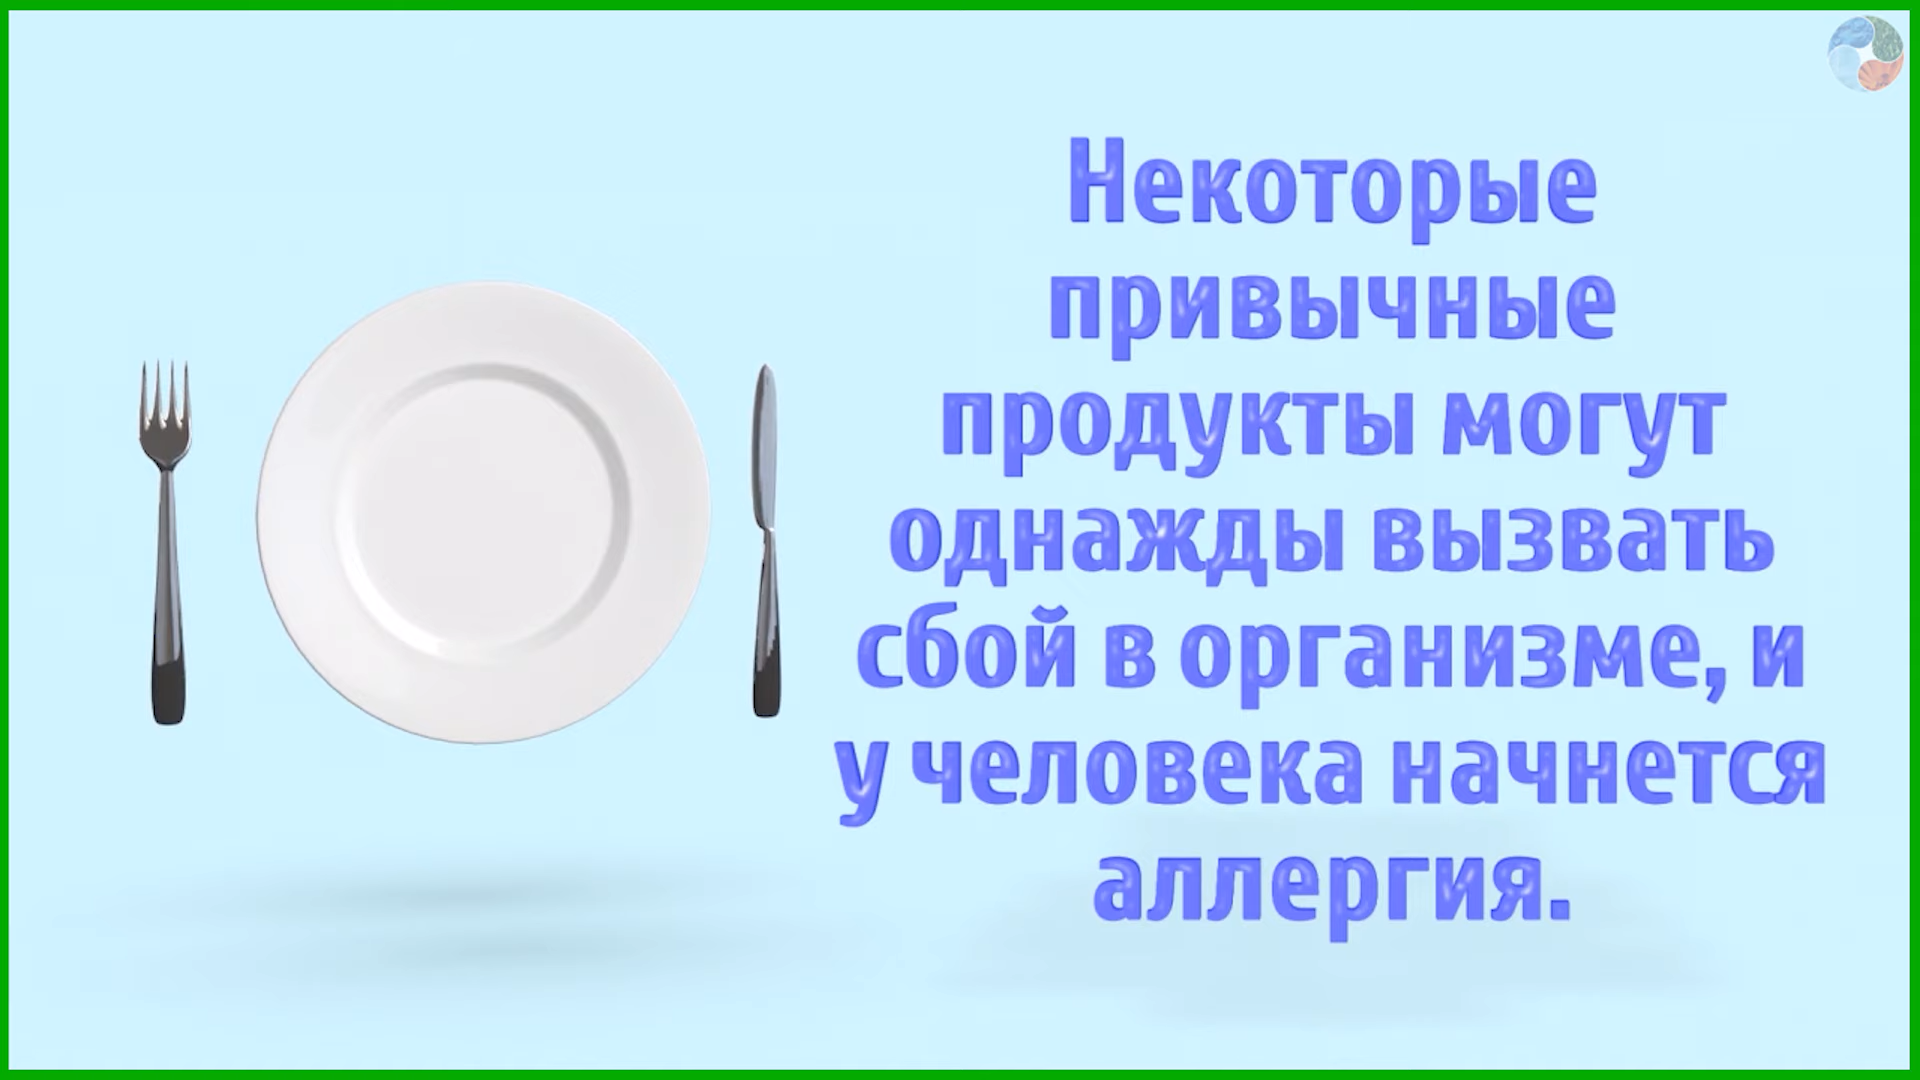 Некоторые
привычные
продукты могут
однажды вызвать
сбой в организме, и
у человека начнется
аллергия.